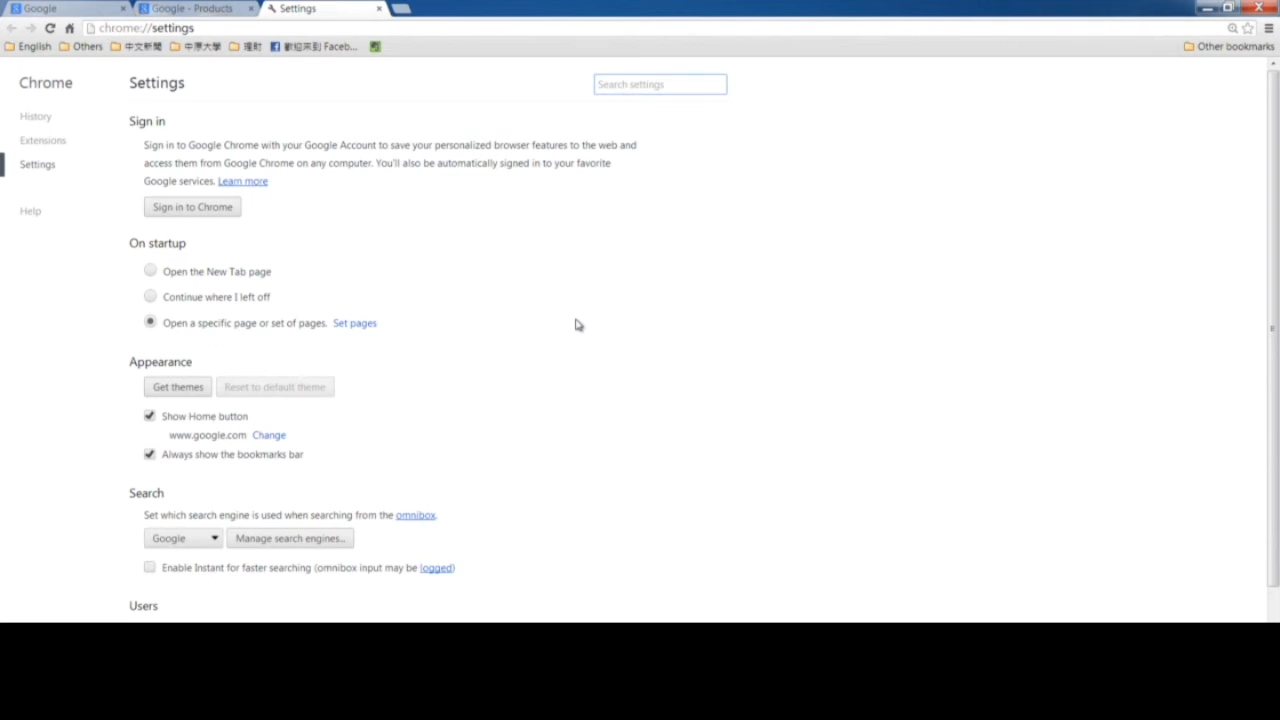 Google
Google - Products
Settings
chrome://settings
English
Others
中文新聞
中原大學
理財
歡迎來到 Faceb...
Other bookmarks
Chrome
History
Extensions
Settings
Help
Settings
Search settings
Sign in
Sign in to Google Chrome with your Google Account to save your personalized browser features to the web and
access them from Google Chrome on any computer. You'll also be automatically signed in to your favorite
Google services. Learn more
Sign in to Chrome
On startup
Open the New Tab page
Continue where I left off
Open a specific page or set of pages. Set pages
Appearance
Get themes
Reset to default theme
Show Home button
www.google.com Change
Always show the bookmarks bar
Search
Set which search engine is used when searching from the omnibox.
Google
Manage search engines...
Enable Instant for faster searching (omnibox input may be logged)
Users